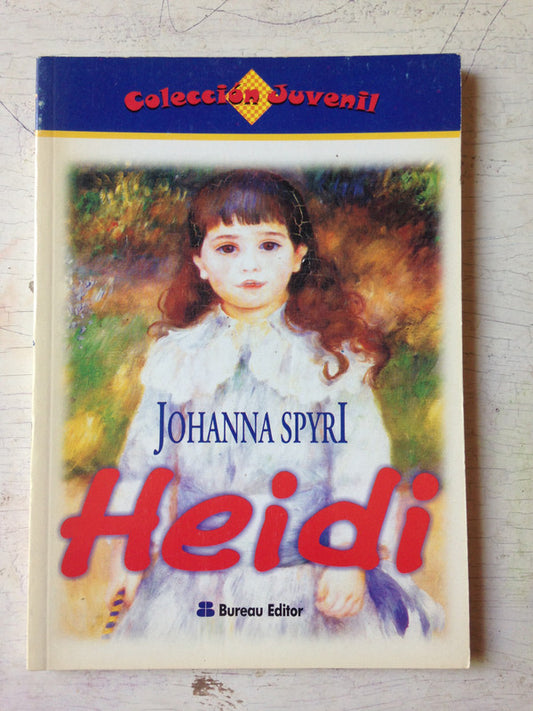 Colección Juvenil
JOHANNA SPYRI
Heidi
Bureau Editor